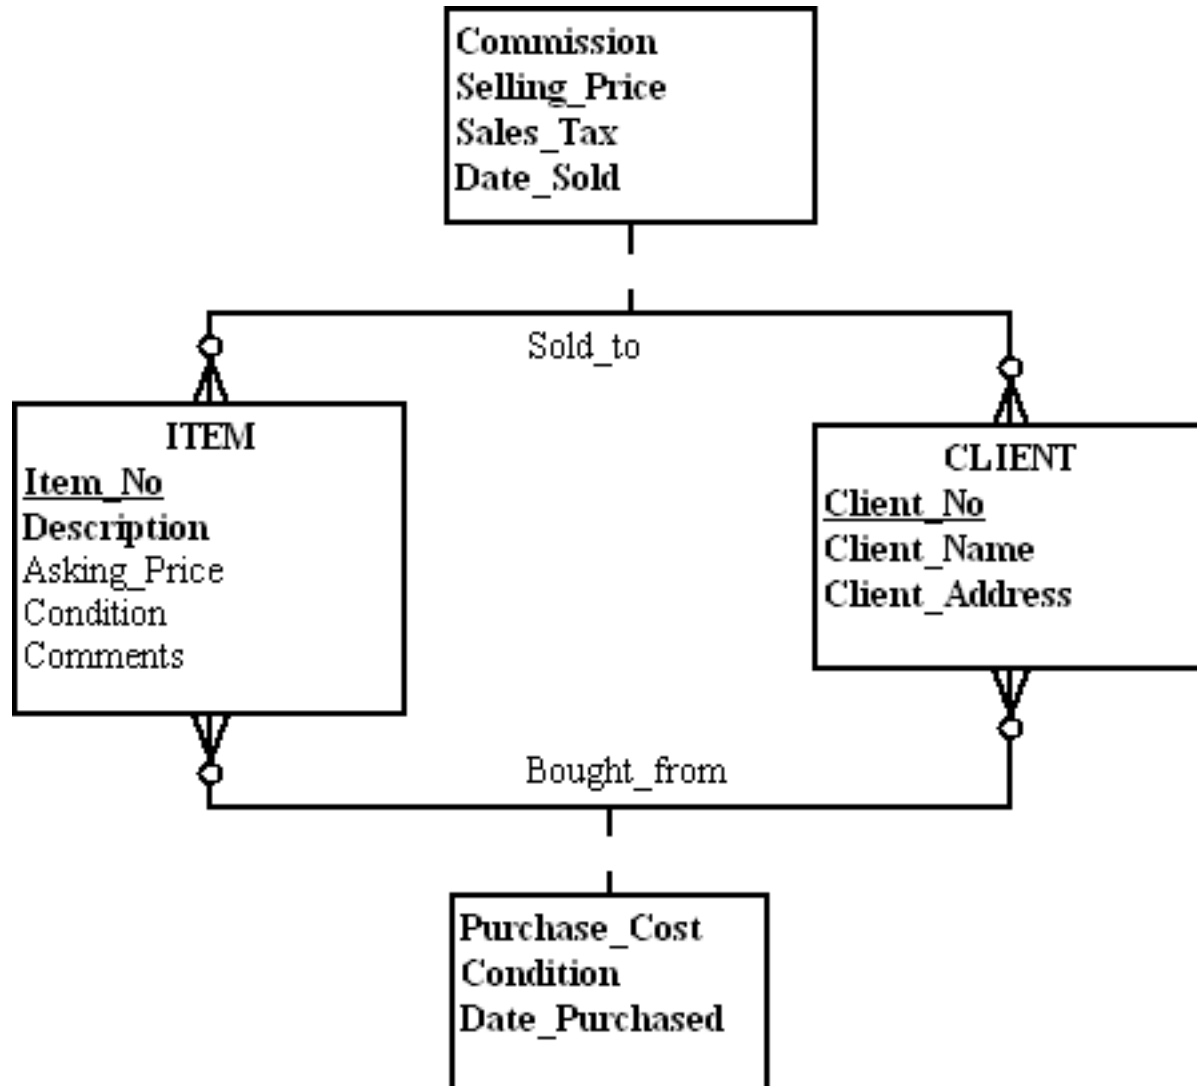 Commission
Selling_Price
Sales_Tax
Date_Sold
Sold_to
ITEM
Item_No
Description
Asking_Price
Condition
Comments
CLIENT
Client_No
Client_Name
Client_Address
Bought_from
Purchase_Cost
Condition
Date_Purchased